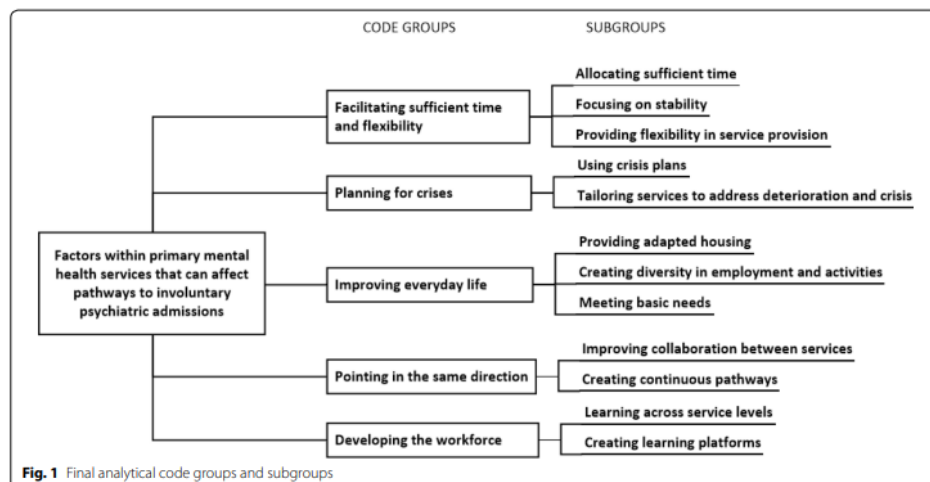 CODE GROUPS
SUBGROUPS
Factors within primary mental
health services that can affect
pathways to involuntary
psychiatric admissions
Facilitating sufficient time
and flexibility
Allocating sufficient time
Focusing on stability
Providing flexibility in service provision
Planning for crises
Using crisis plans
Tailoring services to address deterioration and crisis
Improving everyday life
Providing adapted housing
Creating diversity in employment and activities
Meeting basic needs
Pointing in the same direction
Improving collaboration between services
Creating continuous pathways
Developing the workforce
Learning across service levels
Creating learning platforms
Fig. 1 Final analytical code groups and subgroups